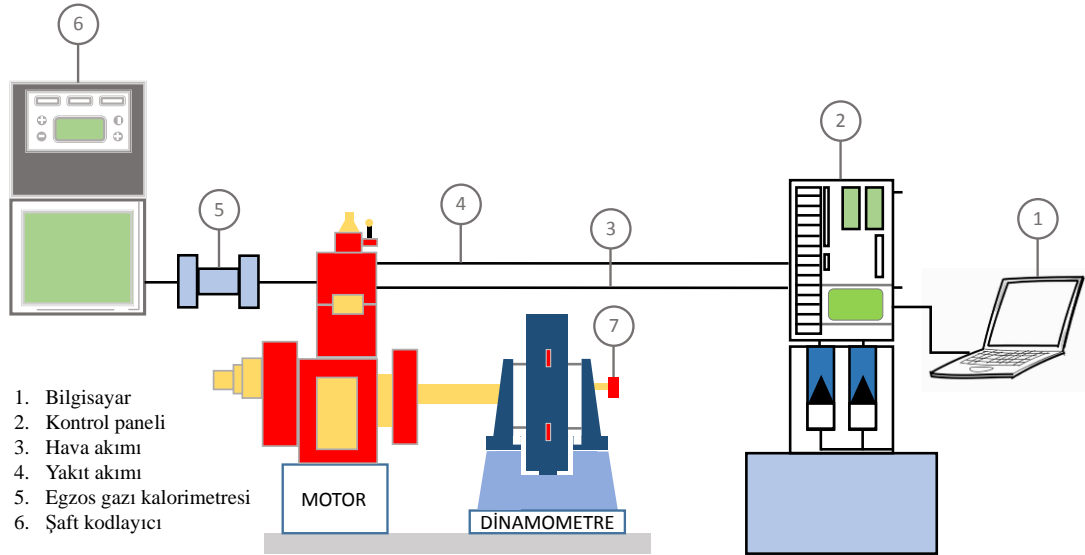 6
2
5
4
3
1
7
1. Bilgisayar
2. Kontrol paneli
3. Hava akımı
4. Yakıt akımı
5. Egzos gazı kalorimetresi
6. Şaft kodlayıcı
MOTOR
DİNAMOMETRE